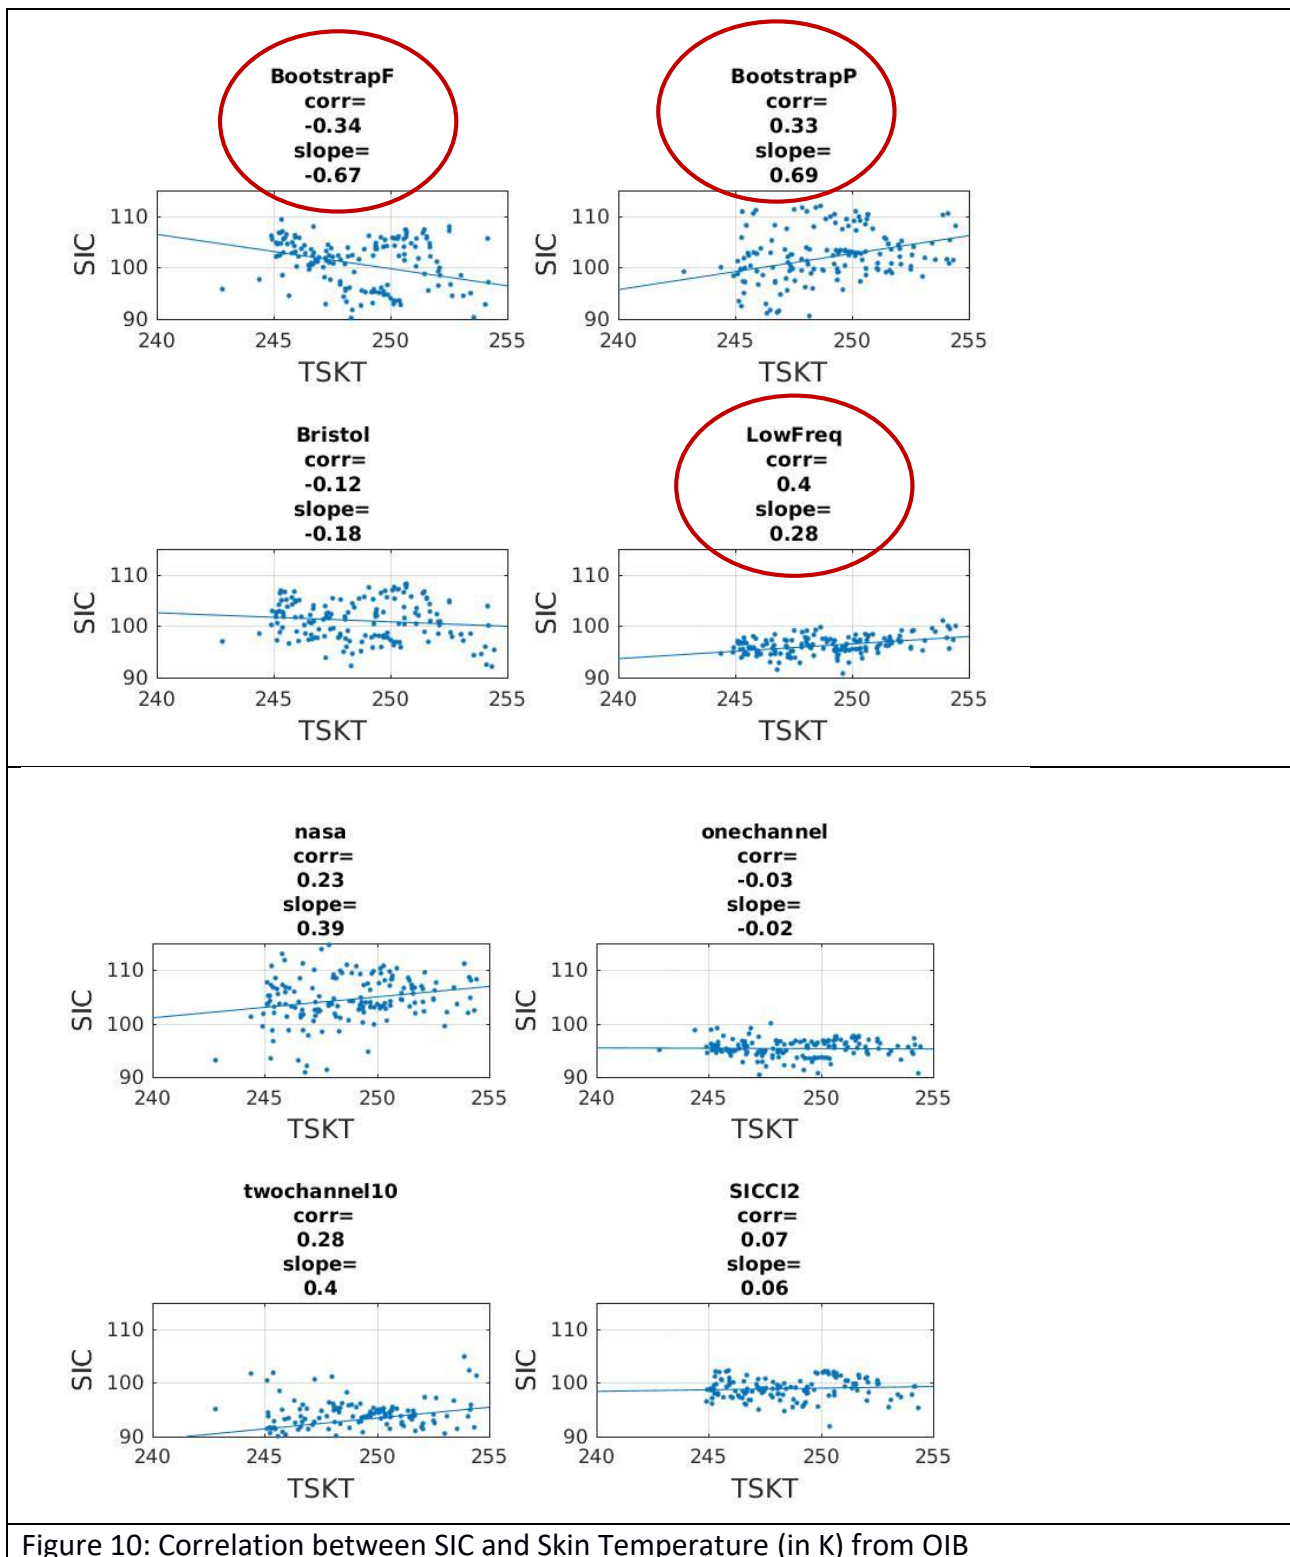 BootstrapF
corr=
-0.34
slope=
-0.67
110
100
90
SIC
240 245 250 255
TSKT
BootstrapP
corr=
0.33
slope=
0.69
110
100
90
SIC
240 245 250 255
TSKT
Bristol
corr=
-0.12
slope=
-0.18
110
100
90
SIC
240 245 250 255
TSKT
LowFreq
corr=
0.4
slope=
0.28
110
100
90
SIC
240 245 250 255
TSKT
nasa
corr=
0.23
slope=
0.39
110
100
90
SIC
240 245 250 255
TSKT
onechannel
corr=
-0.03
slope=
-0.02
110
100
90
SIC
240 245 250 255
TSKT
twochannel10
corr=
0.28
slope=
0.4
110
100
90
SIC
240 245 250 255
TSKT
SICCI2
corr=
0.07
slope=
0.06
110
100
90
SIC
240 245 250 255
TSKT
Figure 10: Correlation between SIC and Skin Temperature (in K) from OIB